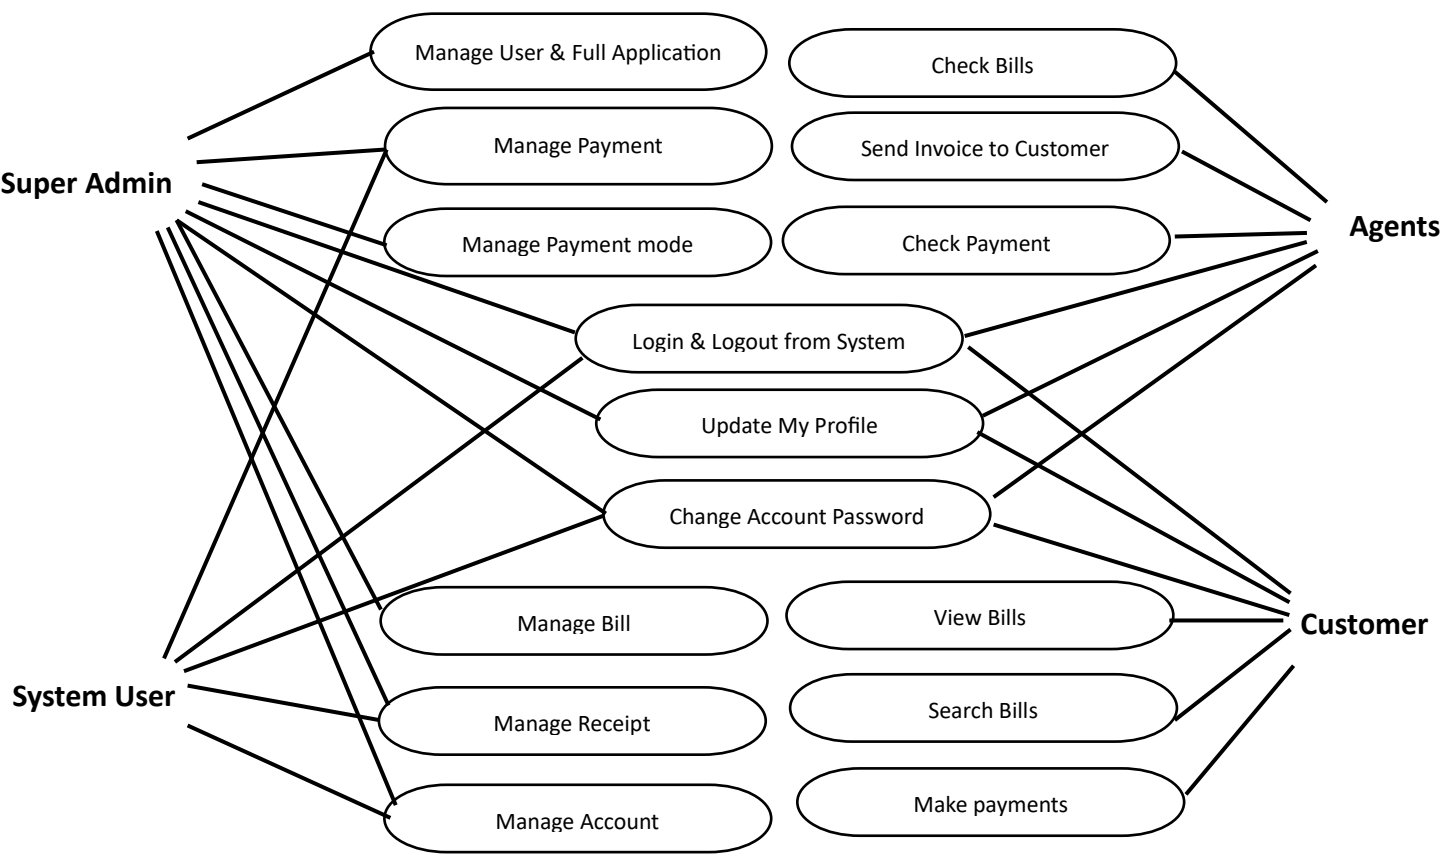 Manage User & Full Application
Check Bills
Manage Payment
Send Invoice to Customer
Super Admin
Agents
Manage Payment mode
Check Payment
Login & Logout from System
Update My Profile
Change Account Password
Manage Bill
View Bills
Customer
System User
Manage Receipt
Search Bills
Manage Account
Make payments